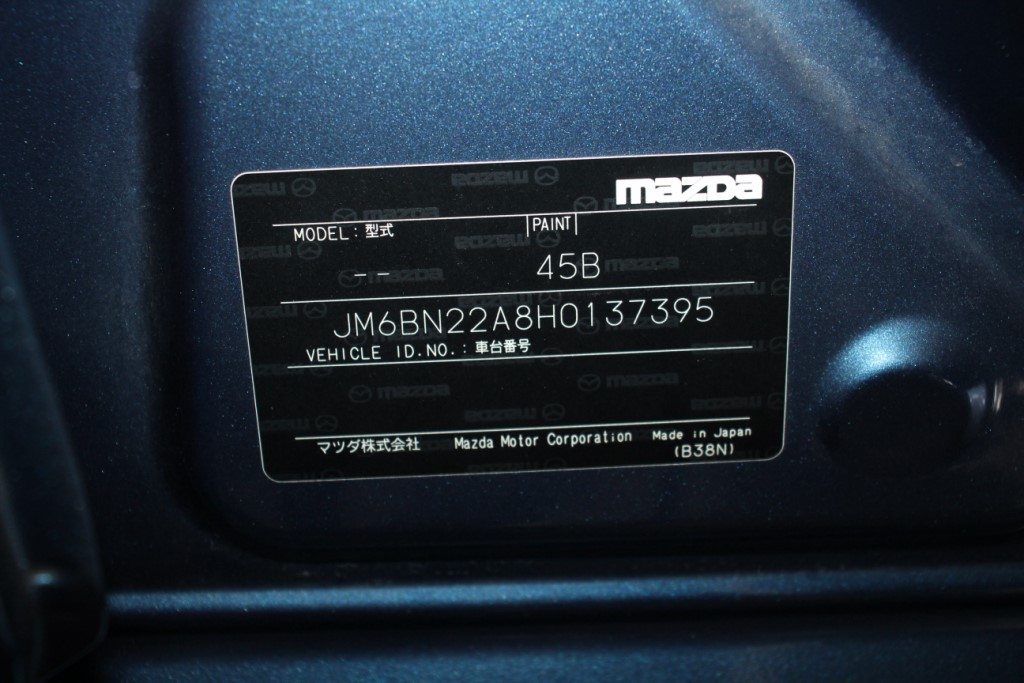 mazda
MODEL: 型式 PAINT
-- 45B
JM6BN22A8H0137395
VEHICLE ID.NO.: 車台番号
マツダ株式会社 Mazda Motor Corporation Made in Japan
(B38N)